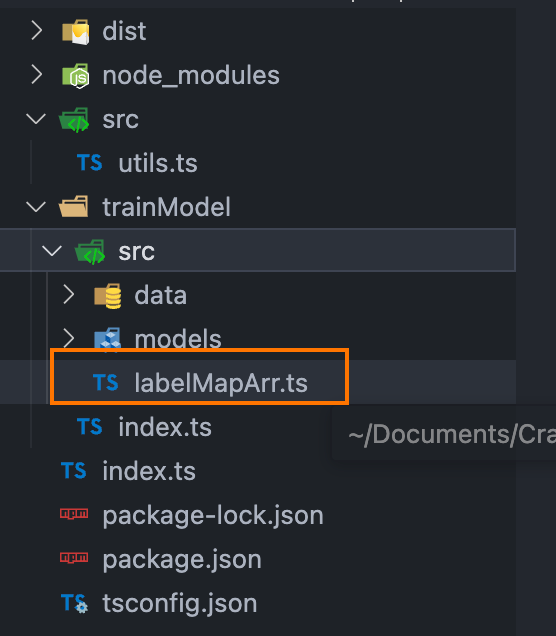 dist
node_modules
src
TS utils.ts
trainModel
src
data
models
TS labelMapArr.ts
TS index.ts
~/Documents/Cra
TS index.ts
package-lock.json
package.json
TS tsconfig.json